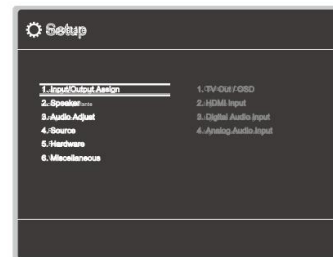 Setup
1. Input/Output Assign
2. Speaker
3. Audio Adjust
4. Source
5. Hardware
6. Miscellaneous
1. TV Out / OSD
2. HDMI Input
3. Digital Audio Input
4. Analog Audio Input